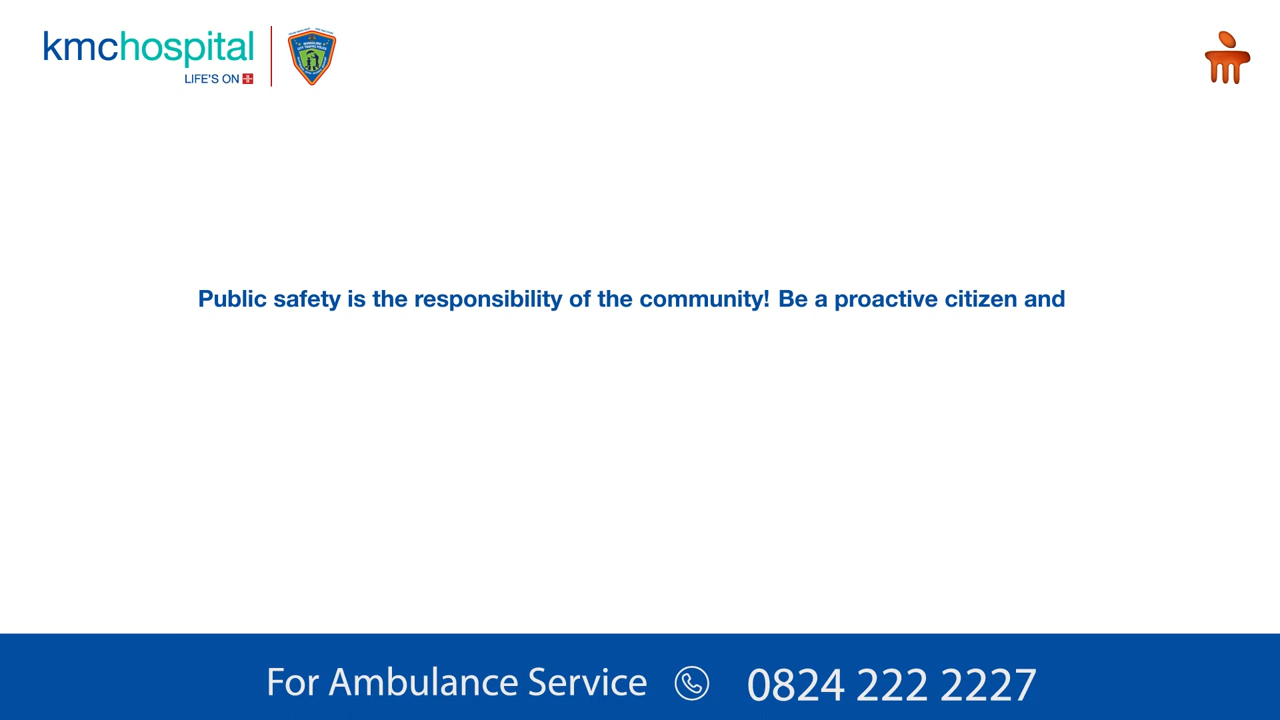 kmchospital
LIFE'S ON
Public safety is the responsibility of the community! Be a proactive citizen and
For Ambulance Service 0824 222 2227